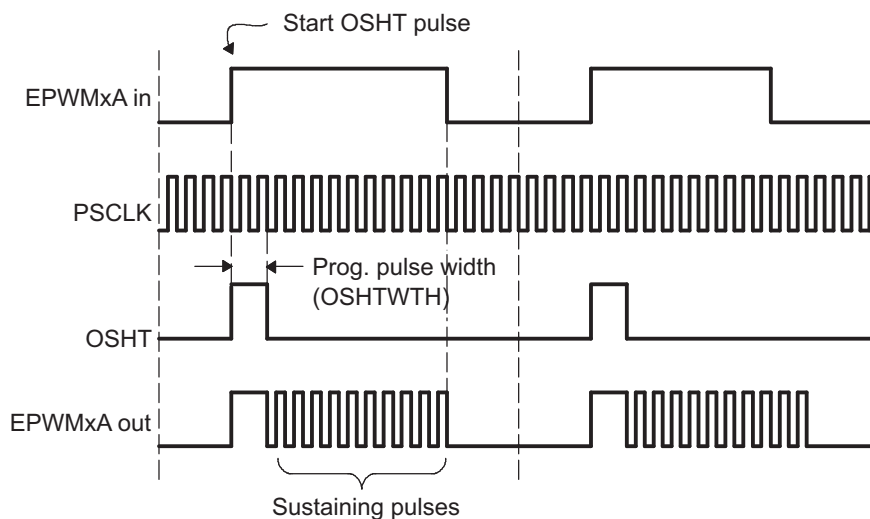 Start OSHT pulse
EPWMxA in
PSCLK
Prog. pulse width
(OSHTWTH)
OSHT
EPWMxA out
Sustaining pulses